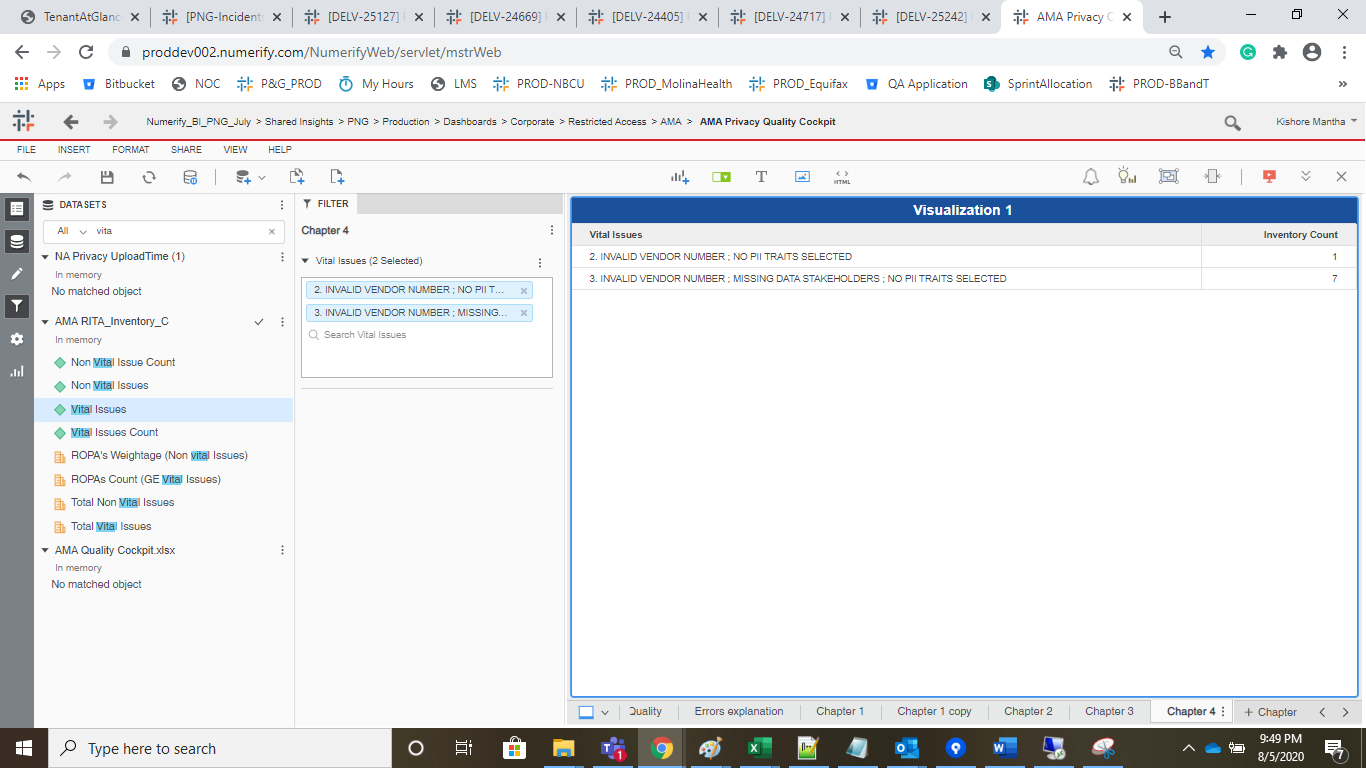 TenantAtGlanc
[PNG-Incident
[DELV-25127]
[DELV-24669]
[DELV-24405]
[DELV-24717]
[DELV-25242]
AMA Privacy C
proddev002.numerify.com/NumerifyWeb/servlet/mstrWeb
Apps Bitbucket NOC P&G_PROD My Hours LMS PROD-NBCU PROD_MolinaHealth PROD_Equifax QA Application SprintAllocation PROD-BBandT »
Numerify_BI_PNG_July > Shared Insights > PNG > Production > Dashboards > Corporate > Restricted Access > AMA > AMA Privacy Quality Cockpit
Kishore Mantha
FILE INSERT FORMAT SHARE VIEW HELP
T
HTML
DATASETS
All vita
NA Privacy UploadTime (1)
In memory
No matched object
AMA RITA_Inventory_C
In memory
Non Vital Issue Count
Non Vital Issues
Vital Issues
Vital Issues Count
ROPA's Weightage (Non vital Issues)
ROPAs Count (GE Vital Issues)
Total Non Vital Issues
Total Vital Issues
AMA Quality Cockpit.xlsx
In memory
No matched object
FILTER
Chapter 4
Vital Issues (2 Selected)
2. INVALID VENDOR NUMBER ; NO PII T...
3. INVALID VENDOR NUMBER ; MISSING...
Search Vital Issues
Visualization 1
Vital Issues Inventory Count
2. INVALID VENDOR NUMBER ; NO PII TRAITS SELECTED 1
3. INVALID VENDOR NUMBER ; MISSING DATA STAKEHOLDERS ; NO PII TRAITS SELECTED 7
Quality Errors explanation Chapter 1 Chapter 1 copy Chapter 2 Chapter 3 Chapter 4 + Chapter
Type here to search
1
9:49 PM
8/5/2020
7